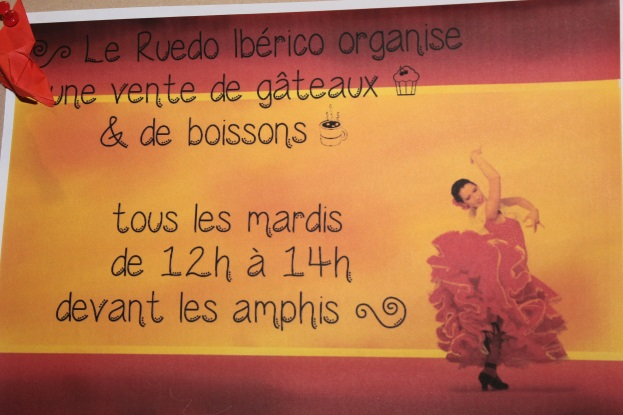 Le Ruedo Ibérico organise
une vente de gâteaux
& de boissons
tous les mardis
de 12h à 14h
devant les amphis